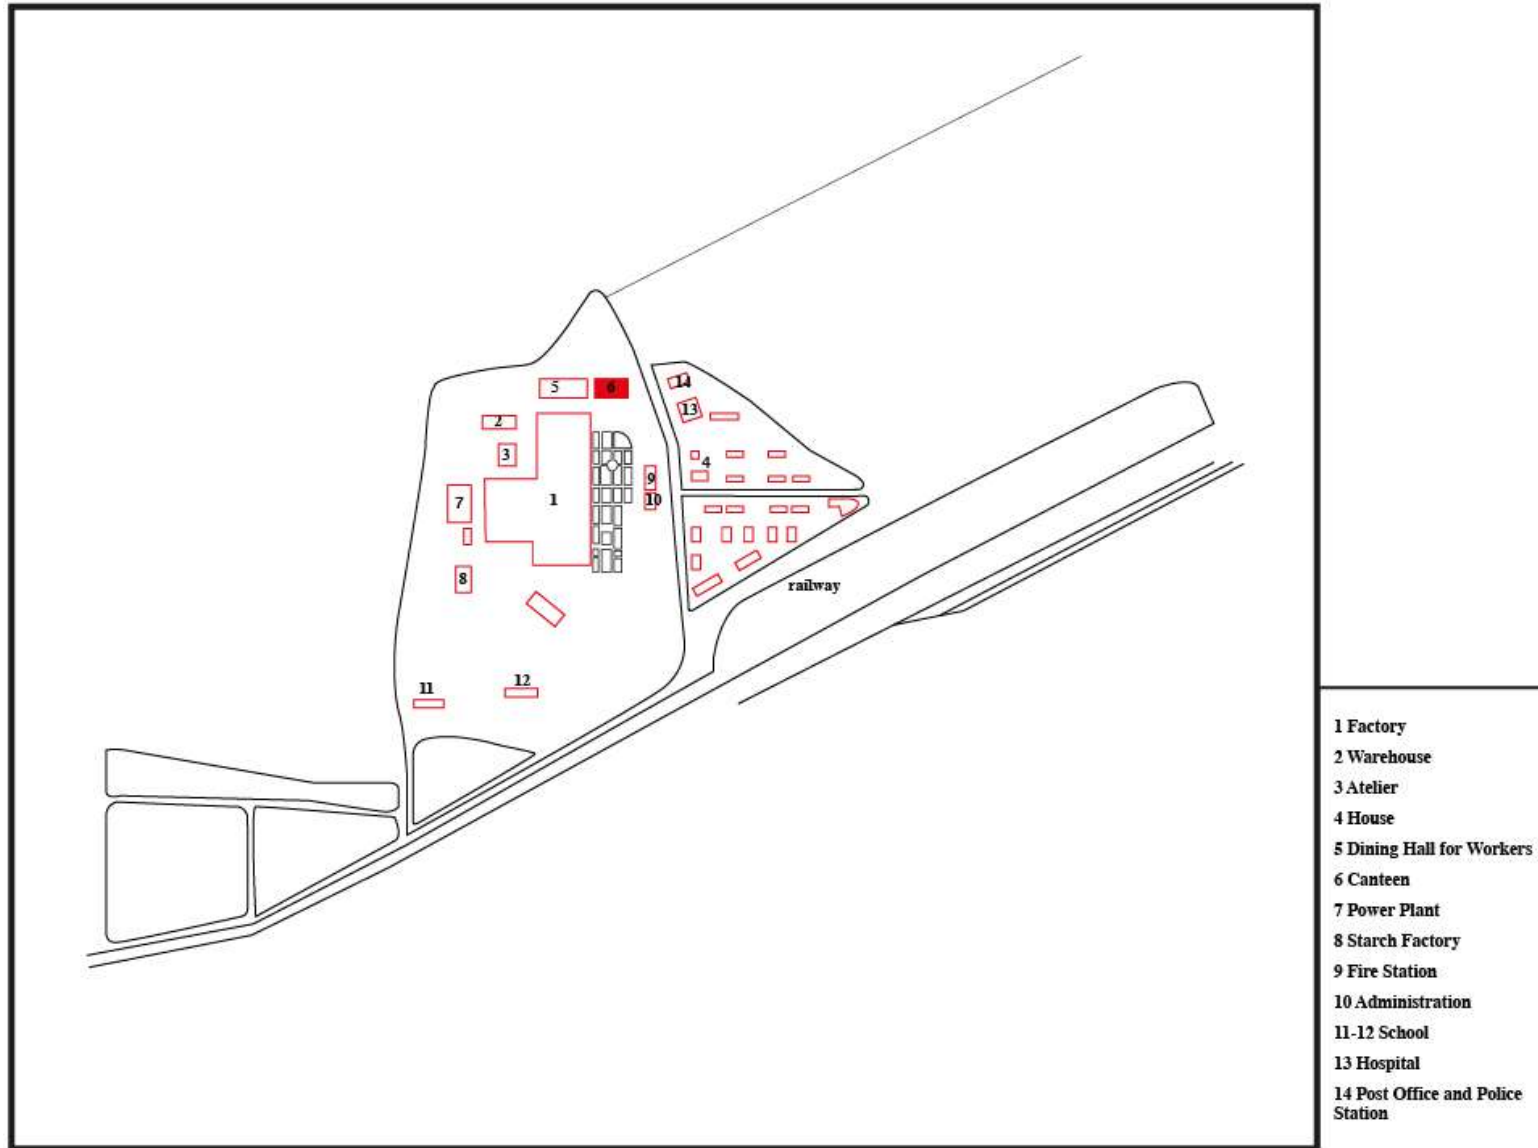 14
13
5
6
2
3
4
9
7
1
10
8
railway
12
11
1 Factory
2 Warehouse
3 Atelier
4 House
5 Dining Hall for Workers
6 Canteen
7 Power Plant
8 Starch Factory
9 Fire Station
10 Administration
11-12 School
13 Hospital
14 Post Office and Police
Station